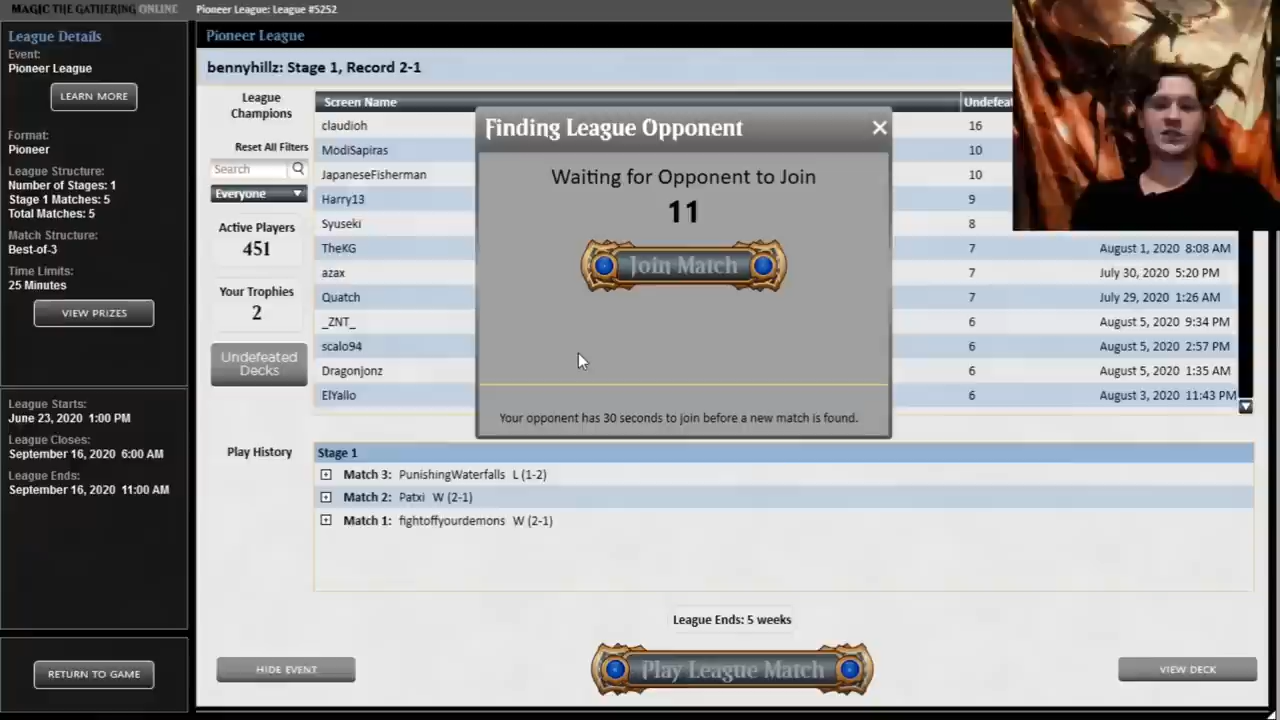 MAGIC THE GATHERING ONLINE
Pioneer League: League #5252
League Details
Event:
Pioneer League
LEARN MORE
Format:
Pioneer
League Structure:
Number of Stages: 1
Stage 1 Matches: 5
Total Matches: 5
Match Structure:
Best-of-3
Time Limits:
25 Minutes
VIEW PRIZES
League Starts:
June 23, 2020 1:00 PM
League Closes:
September 16, 2020 6:00 AM
League Ends:
September 16, 2020 11:00 AM
RETURN TO GAME
Pioneer League
bennyhillz: Stage 1, Record 2-1
League
Champions
Reset All Filters
Search
Everyone
Active Players
451
Your Trophies
2
Undefeated
Decks
Screen Name
claudioh 16
ModiSapiras 10
JapaneseFisherman 10
Harry13 9
Syuseki 8
TheKG 7 August 1, 2020 8:08 AM
azax 7 July 30, 2020 5:20 PM
Quatch 7 July 29, 2020 1:26 AM
_ZNT_ 6 August 5, 2020 9:34 PM
scalo94 6 August 5, 2020 2:57 PM
Dragonjonz 6 August 5, 2020 1:35 AM
ElYallo 6 August 3, 2020 11:43 PM
Finding League Opponent
Waiting for Opponent to Join
11
Join Match
Your opponent has 30 seconds to join before a new match is found.
Play History
Stage 1
Match 3: PunishingWaterfalls L (1-2)
Match 2: Patxi W (2-1)
Match 1: fightoffyourdemons W (2-1)
League Ends: 5 weeks
HIDE EVENT
Play League Match
VIEW DECK